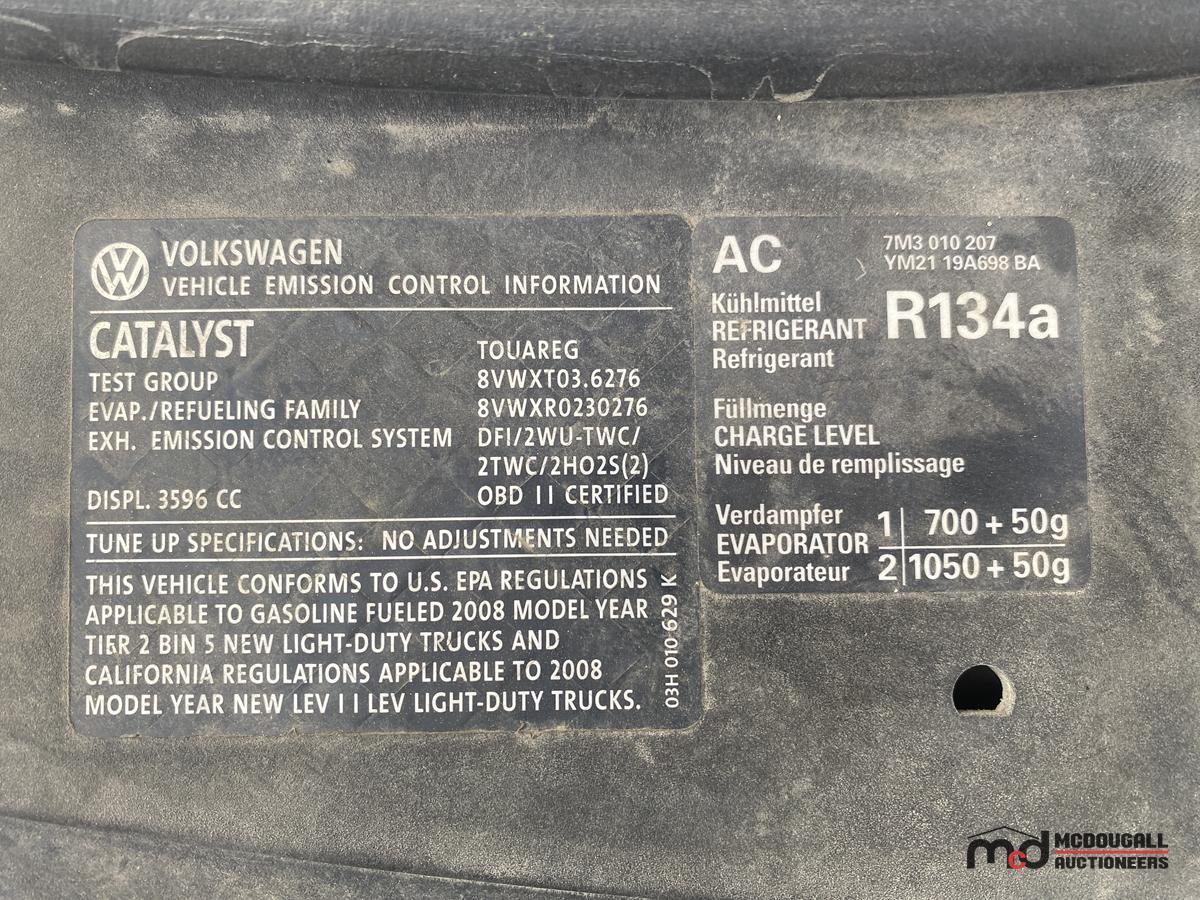 VOLKSWAGEN
VEHICLE EMISSION CONTROL INFORMATION
CATALYST
TOUAREG
TEST GROUP 8VWXT03.6276
EVAP./REFUELING FAMILY 8VWXR0230276
EXH. EMISSION CONTROL SYSTEM DFI/2WU-TWC/
2TWC/2HO2S(2)
DISPL. 3596 CC OBD II CERTIFIED
TUNE UP SPECIFICATIONS: NO ADJUSTMENTS NEEDED
THIS VEHICLE CONFORMS TO U.S. EPA REGULATIONS
APPLICABLE TO GASOLINE FUELED 2008 MODEL YEAR
TIER 2 BIN 5 NEW LIGHT-DUTY TRUCKS AND
CALIFORNIA REGULATIONS APPLICABLE TO 2008
MODEL YEAR NEW LEV II LEV LIGHT-DUTY TRUCKS.
03H 010 629 K
AC
7M3 010 207
YM21 19A698 BA
Kühlmittel
REFRIGERANT R134a
Refrigerant
Füllmenge
CHARGE LEVEL
Niveau de remplissage
Verdampfer 1 700 + 50g
EVAPORATOR
Evaporateur 2 1050 + 50g
mcd MCDOUGALL
AUCTIONEERS